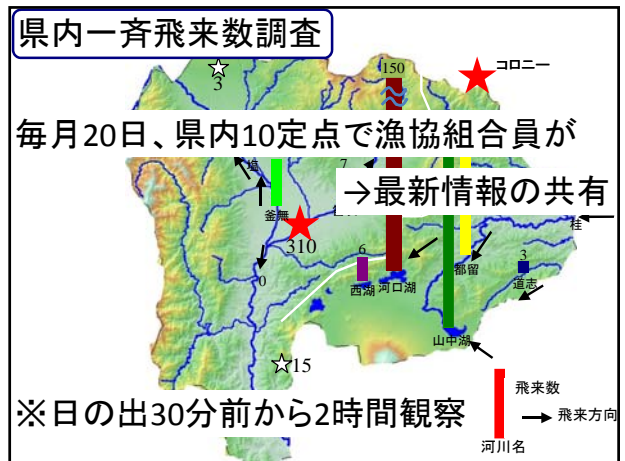 県内一斉飛来数調査
150
コロニー
3
毎月20日、県内10定点で漁協組合員が
7
→最新情報の共有
釜無
310
桂
6
都留
3
0
西湖
河口湖
道志
山中湖
15
飛来数
※日の出30分前から2時間観察
飛来方向
河川名